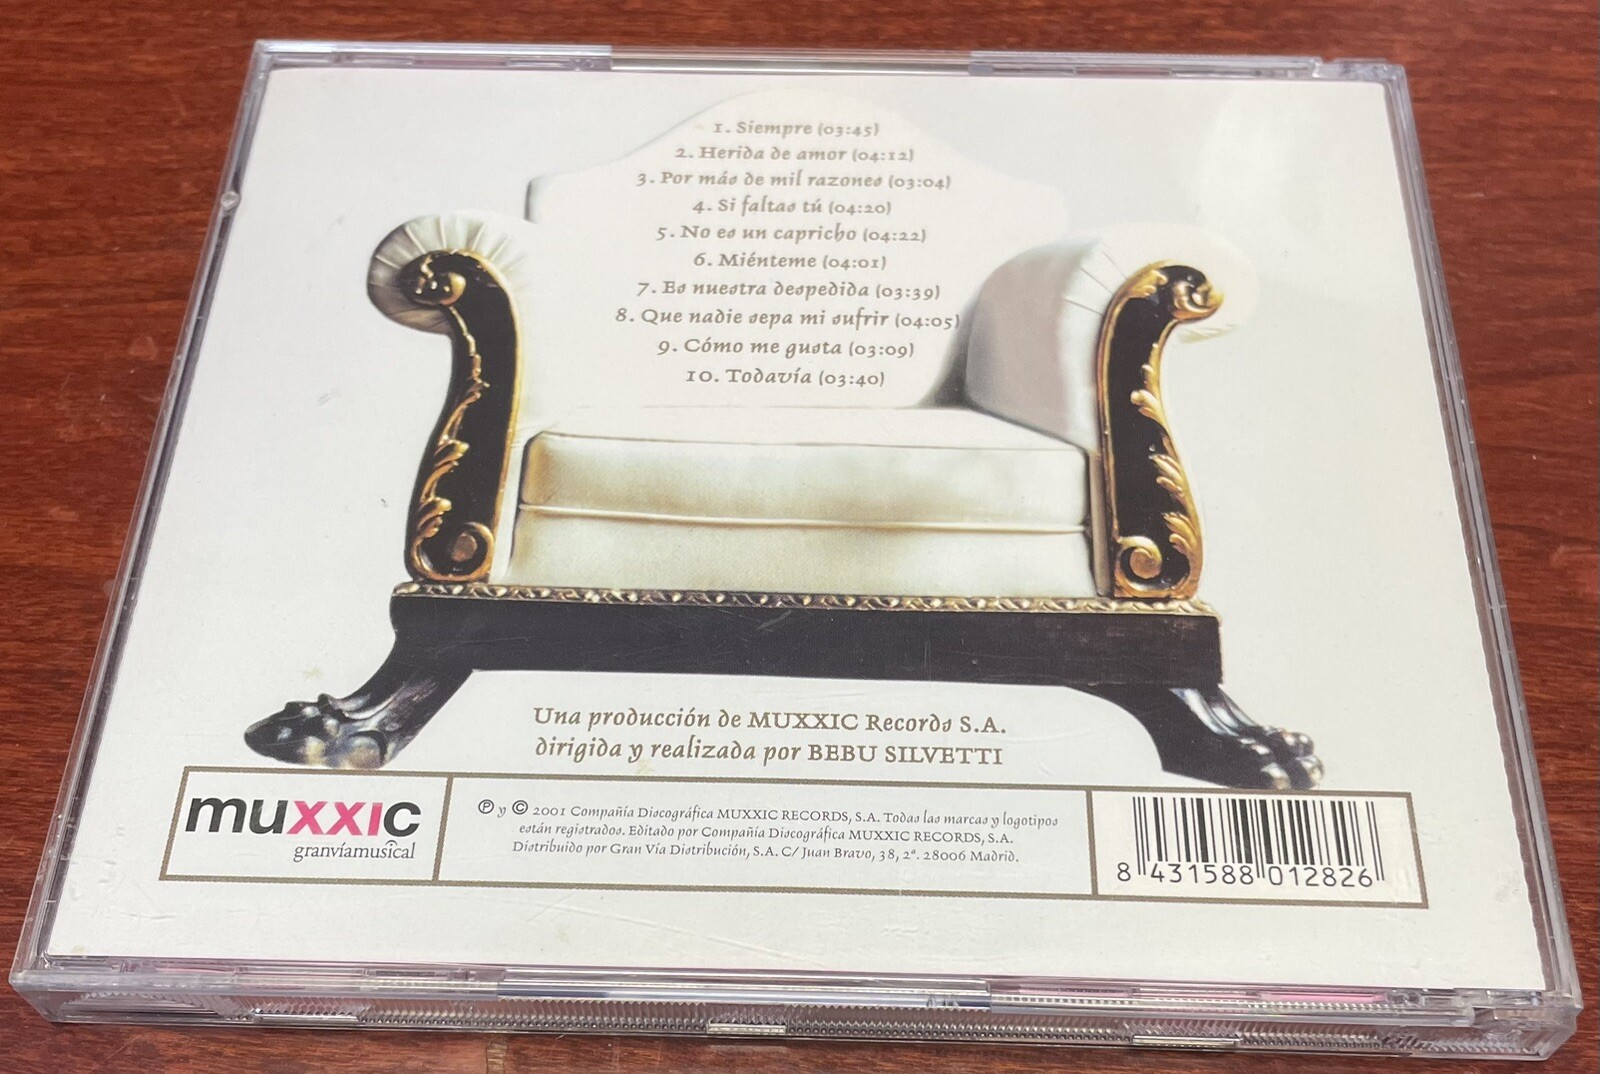 1. Siempre (03:45)
2. Herida de amor (04:12)
3. Por más de mil razones (03:04)
4. Si faltas tú (04:20)
5. No es un capricho (04:22)
6. Miénteme (04:01)
7. Es nuestra despedida (03:39)
8. Que nadie sepa mi sufrir (04:05)
9. Cómo me gusta (03:09)
10. Todavía (03:40)
Una producción de MUXXIC Records S.A.
dirigida y realizada por BEBU SILVETTI
muxxic
granvíamusical
℗ y © 2001 Compañía Discográfica MUXXIC RECORDS, S.A. Todas las marcas y logotipos
están registrados. Editado por Compañía Discográfica MUXXIC RECORDS, S.A.
Distribuido por Gran Vía Distribución, S.A. C/ Juan Bravo, 38, 2ª. 28006 Madrid.
8 431588 012826